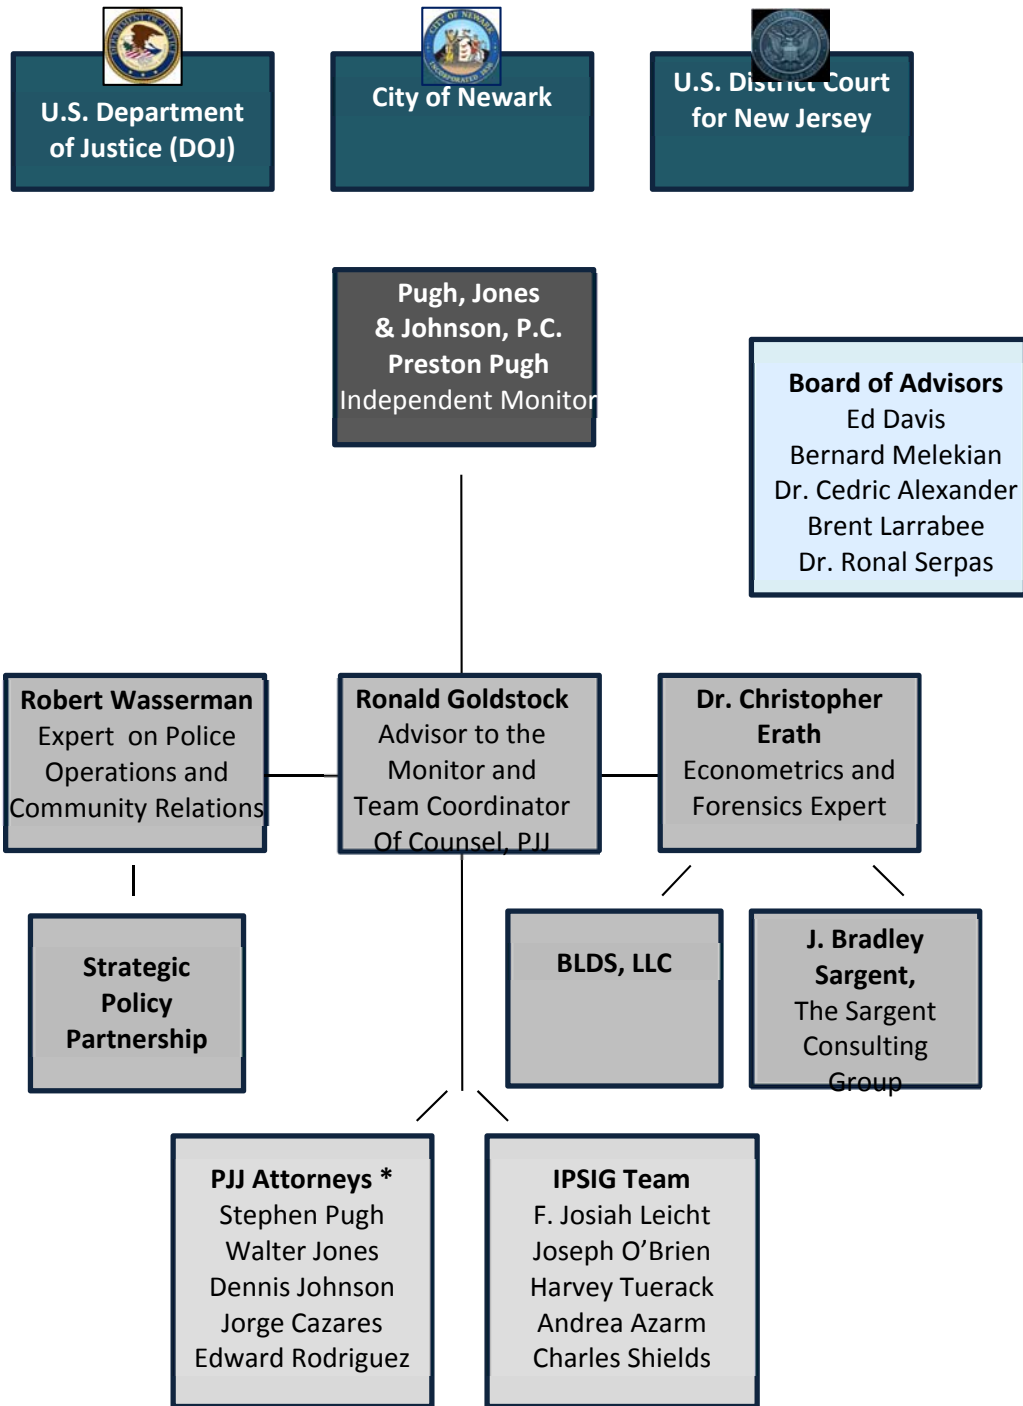 U.S. Department
of Justice (DOJ)
CITY OF NEWARK
INCORPORATED 1836
City of Newark
U.S. District Court
for New Jersey
Pugh, Jones
& Johnson, P.C.
Preston Pugh
Independent Monitor
Board of Advisors
Ed Davis
Bernard Melekian
Dr. Cedric Alexander
Brent Larrabee
Dr. Ronal Serpas
Robert Wasserman
Expert on Police
Operations and
Community Relations
Ronald Goldstock
Advisor to the
Monitor and
Team Coordinator
Of Counsel, PJJ
Dr. Christopher
Erath
Econometrics and
Forensics Expert
Strategic
Policy
Partnership
BLDS, LLC
J. Bradley
Sargent,
The Sargent
Consulting
Group
PJJ Attorneys *
Stephen Pugh
Walter Jones
Dennis Johnson
Jorge Cazares
Edward Rodriguez
IPSIG Team
F. Josiah Leicht
Joseph O’Brien
Harvey Tuerack
Andrea Azarm
Charles Shields